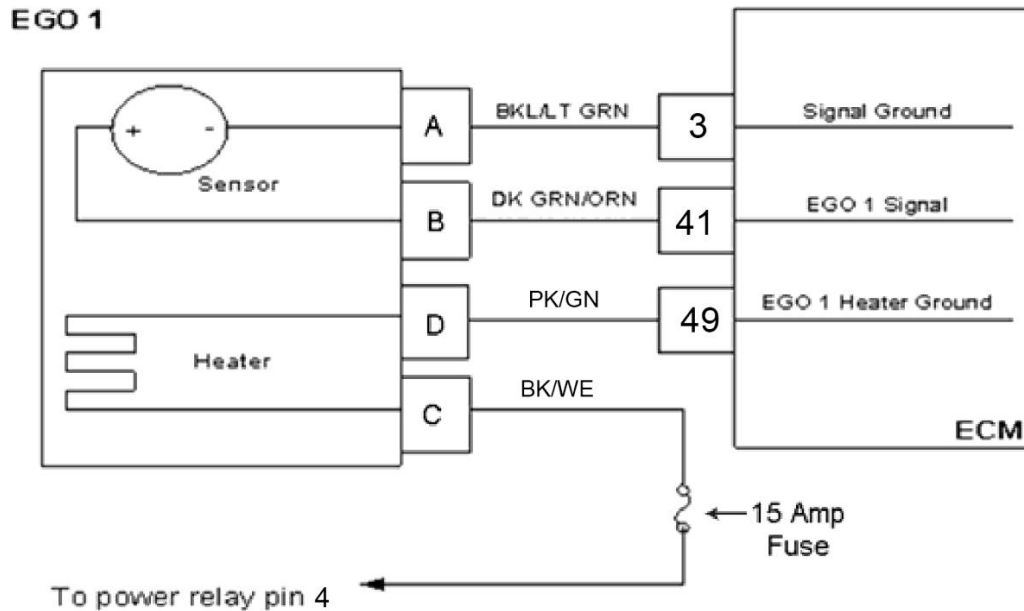 EGO 1
A
BKL/LT GRN
3
Signal Ground
+ -
Sensor
B
DK GRN/ORN
41
EGO 1 Signal
D
PK/GN
49
EGO 1 Heater Ground
Heater
C
BK/WE
ECM
15 Amp
Fuse
To power relay pin 4